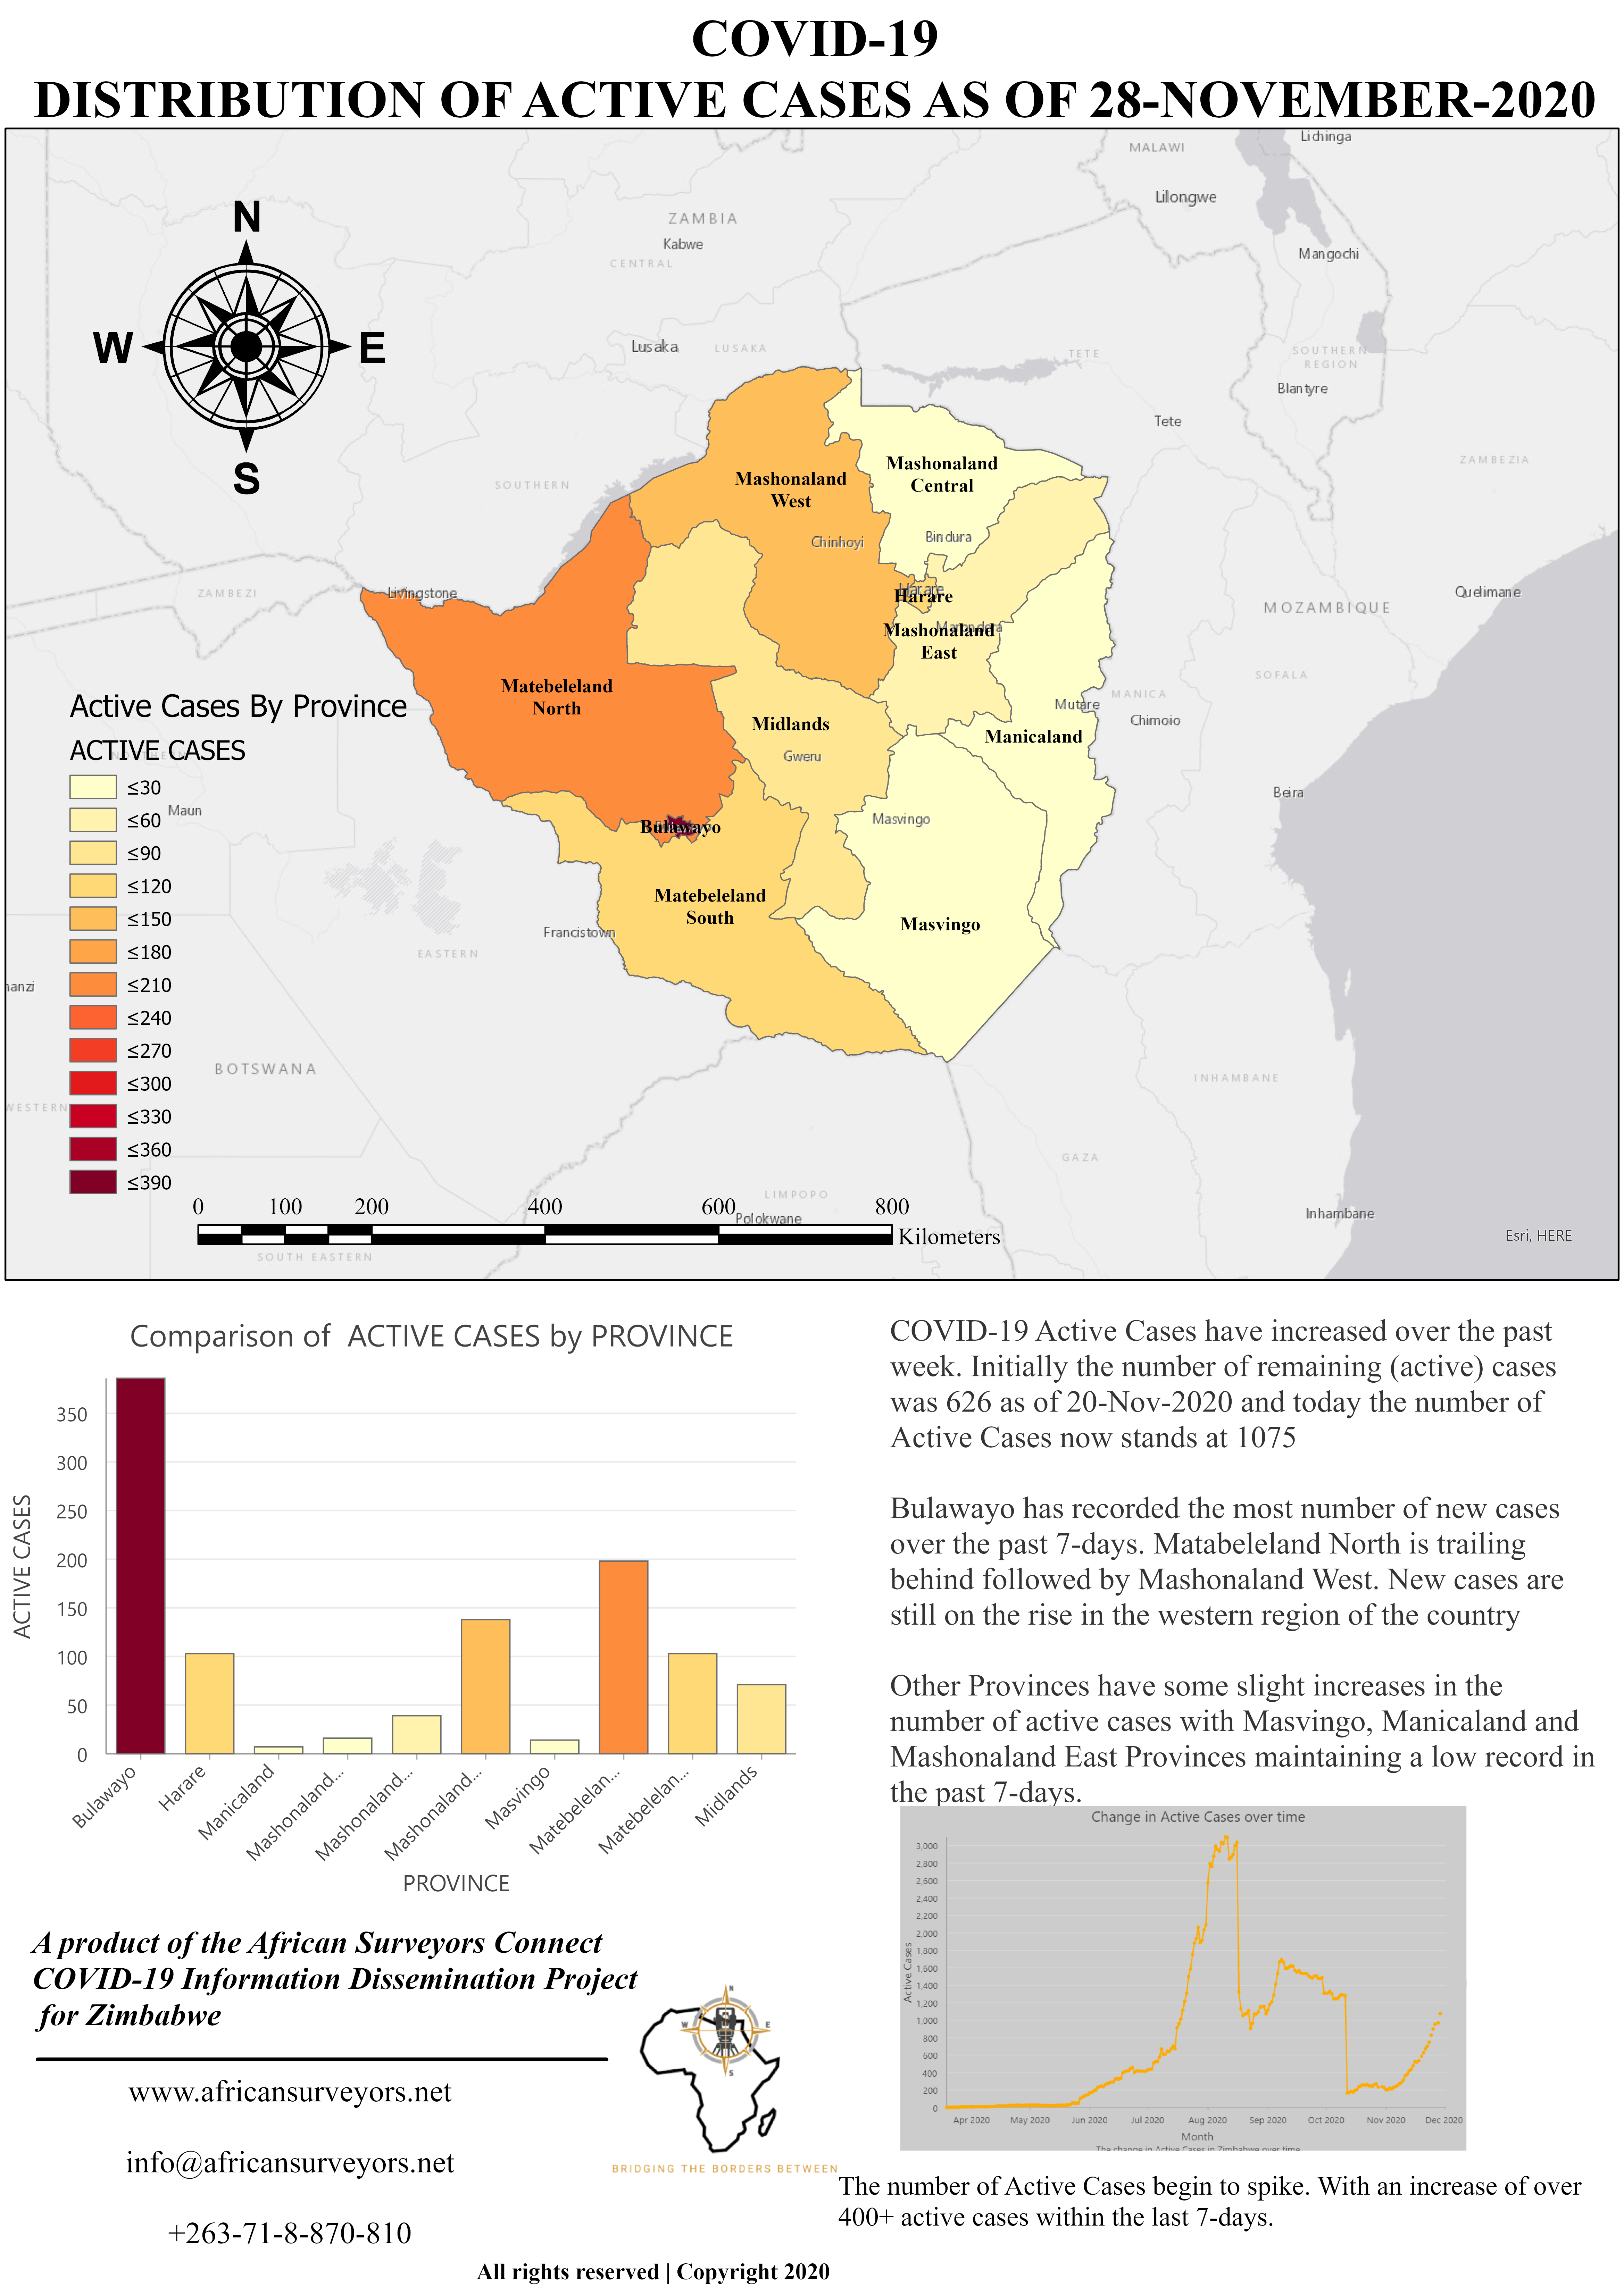 COVID-19
DISTRIBUTION OF ACTIVE CASES AS OF 28-NOVEMBER-2020
Lichinga
MALAWI
Lilongwe
N
ZAMBIA
Kabwe
CENTRAL
Mangochi
W
E
Lusaka
LUSAKA
TETE
SOUTHERN
REGION
Blantyre
Tete
S
SOUTHERN
ZAMBEZIA
Mashonaland
Central
Mashonaland
West
Chinhoyi
Bindura
ZAMBEZI
Livingstone
Harare
Harare
Quelimane
MOZAMBIQUE
Marondera
Mashonaland
East
SOFALA
Matebeleland
North
MANICA
Mutare
Chimoio
Midlands
Gweru
Manicaland
Beira
Maun
Masvingo
Bulawayo
Matebeleland
South
Masvingo
Francistown
EASTERN
hanzi
BOTSWANA
INHAMBANE
WESTERN
GAZA
LIMPOPO
Polokwane
Inhambane
SOUTH EASTERN
Active Cases By Province
ACTIVE CASES
≤30
≤60
≤90
≤120
≤150
≤180
≤210
≤240
≤270
≤300
≤330
≤360
≤390
0 100 200 400 600 800
Kilometers
Esri, HERE
Comparison of ACTIVE CASES by PROVINCE
ACTIVE CASES
350
300
250
200
150
100
50
0
Bulawayo
Harare
Manicaland
Mashonaland...
Mashonaland...
Mashonaland...
Masvingo
Matebelelan...
Matebelelan...
Midlands
PROVINCE
COVID-19 Active Cases have increased over the past
week. Initially the number of remaining (active) cases
was 626 as of 20-Nov-2020 and today the number of
Active Cases now stands at 1075
Bulawayo has recorded the most number of new cases
over the past 7-days. Matabeleland North is trailing
behind followed by Mashonaland West. New cases are
still on the rise in the western region of the country
Other Provinces have some slight increases in the
number of active cases with Masvingo, Manicaland and
Mashonaland East Provinces maintaining a low record in
the past 7-days.
Change in Active Cases over time
Active Cases
3,000
2,800
2,600
2,400
2,200
2,000
1,800
1,600
1,400
1,200
1,000
800
600
400
200
0
Apr 2020 May 2020 Jun 2020 Jul 2020 Aug 2020 Sep 2020 Oct 2020 Nov 2020 Dec 2020
Month
The change in Active Cases in Zimbabwe over time
The number of Active Cases begin to spike. With an increase of over
400+ active cases within the last 7-days.
A product of the African Surveyors Connect
COVID-19 Information Dissemination Project
for Zimbabwe
www.africansurveyors.net
info@africansurveyors.net
+263-71-8-870-810
N
W
E
S
BRIDGING THE BORDERS BETWEEN
All rights reserved | Copyright 2020